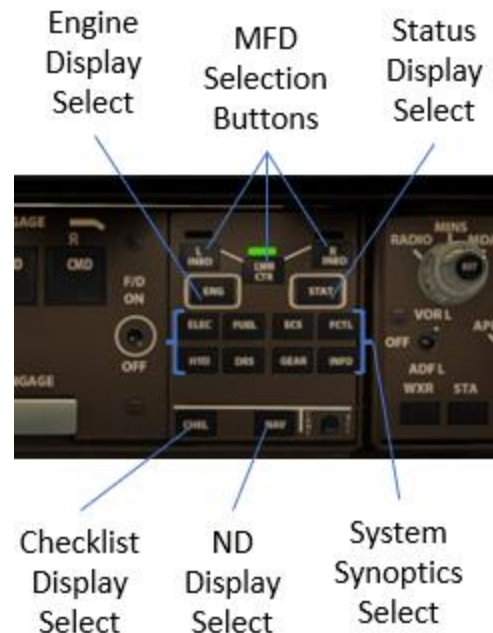 Engine
Display
Select
MFD
Selection
Buttons
Status
Display
Select
CMD
F/D
ON
OFF
L
INBD
LWR
CTR
R
INBD
ENG
STAT
ELEC FUEL ECS FCTL
HYD DRS GEAR INFO
CHKL NAV
MINS
RADIO
VOR L
OFF
ADF L
WXR STA
Checklist
Display
Select
ND
Display
Select
System
Synoptics
Select